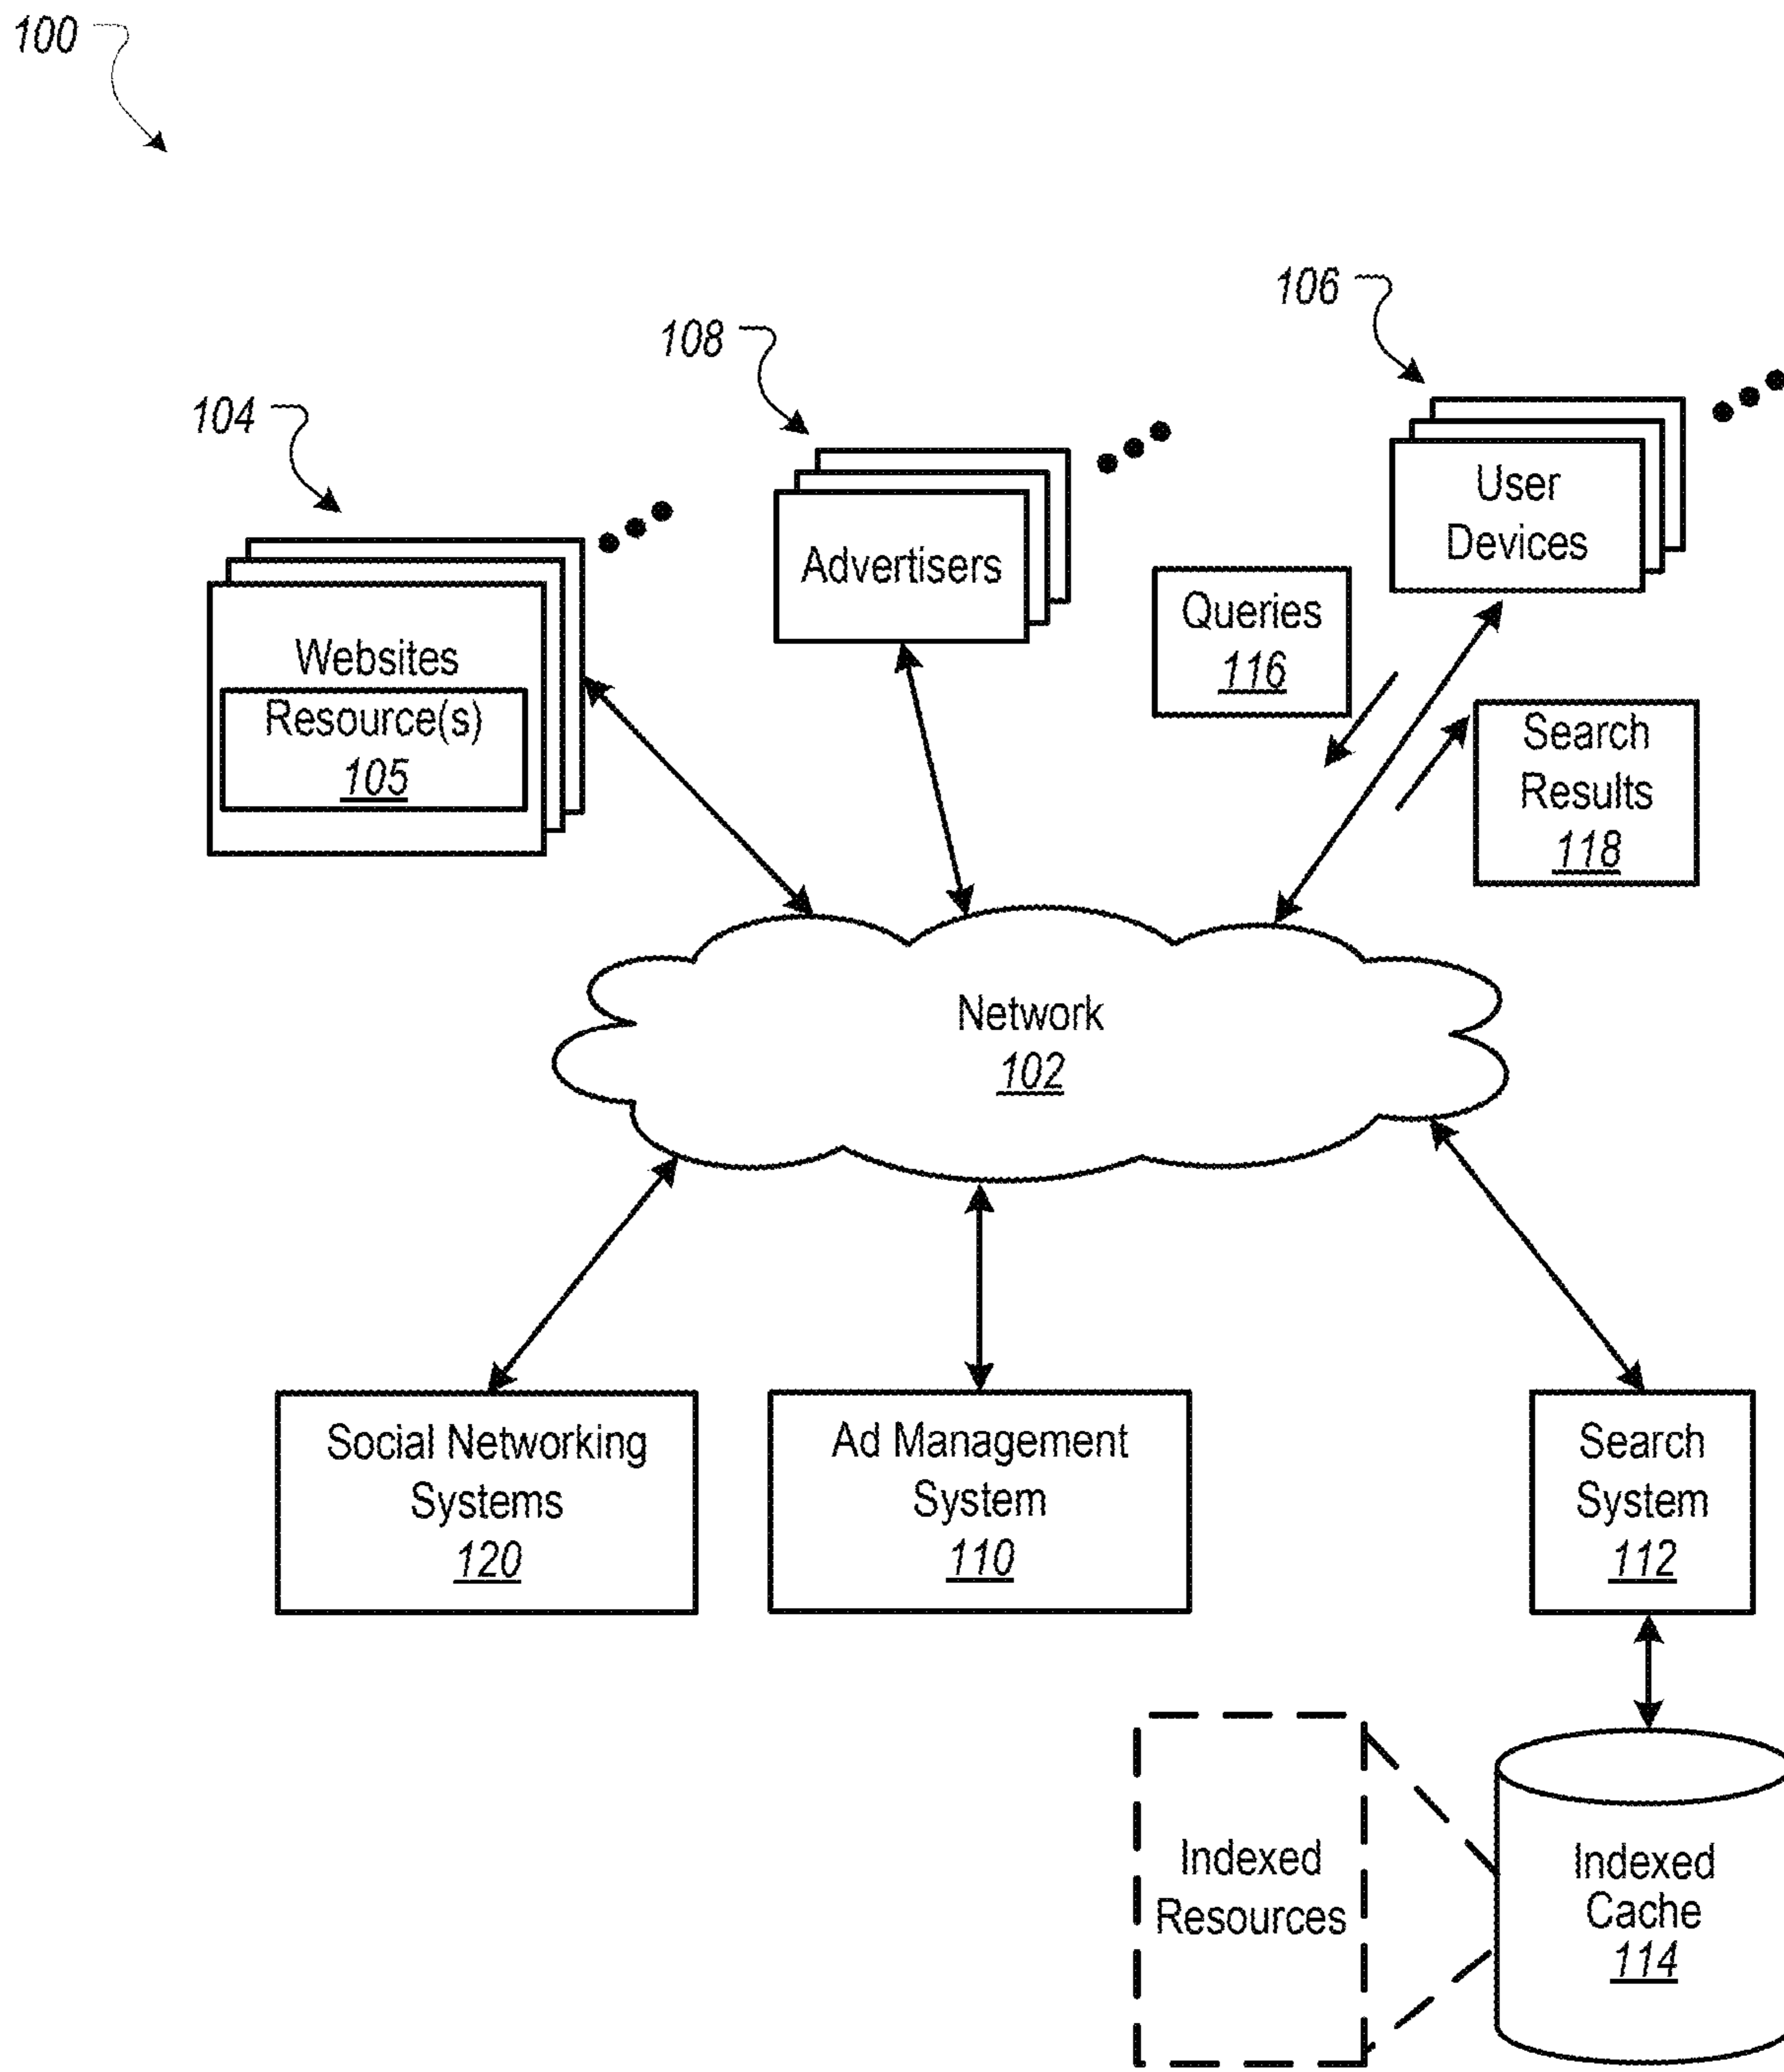 100
106
108
104
User
Devices
Advertisers
Queries
116
Websites
Resource(s)
105
Search
Results
118
Network
102
Social Networking
Systems
120
Ad Management
System
110
Search
System
112
Indexed
Resources
Indexed
Cache
114